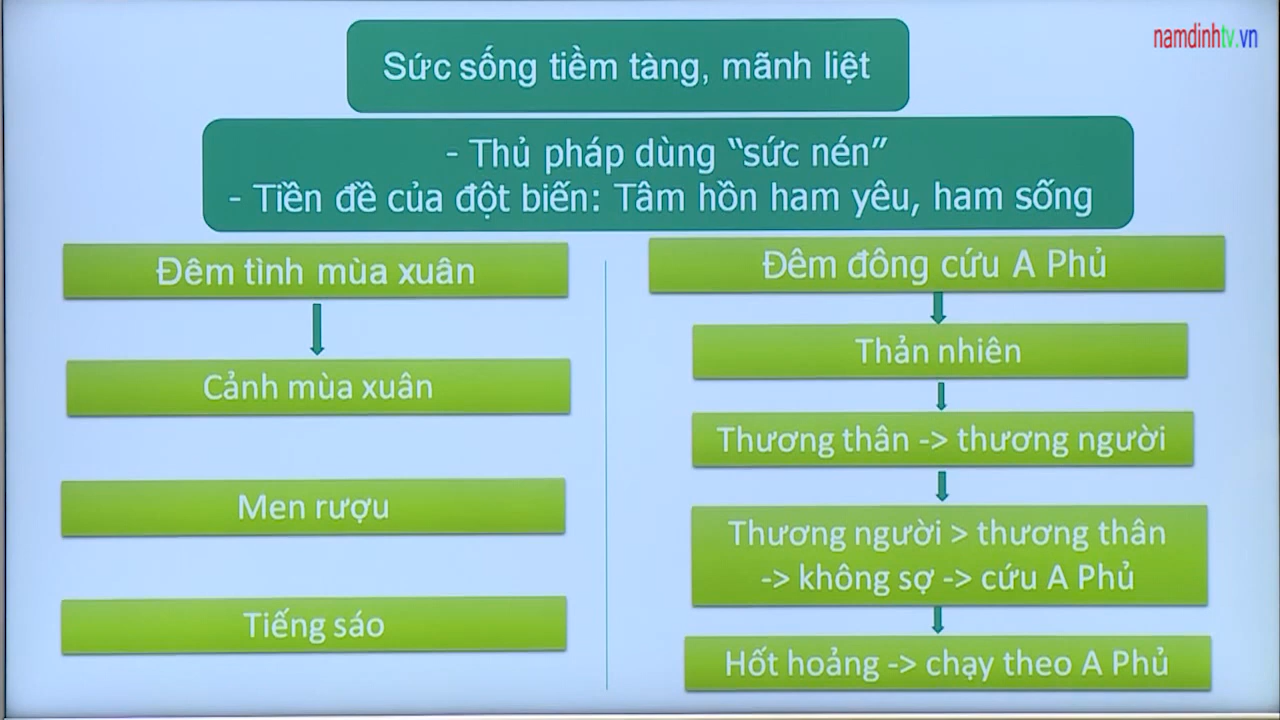 namdinhtv.vn
Sức sống tiềm tàng, mãnh liệt
- Thủ pháp dùng “sức nén”
- Tiền đề của đột biến: Tâm hồn ham yêu, ham sống
Đêm tình mùa xuân
Cảnh mùa xuân
Men rượu
Tiếng sáo
Đêm đông cứu A Phủ
Thản nhiên
Thương thân -> thương người
Thương người > thương thân
-> không sợ -> cứu A Phủ
Hốt hoảng -> chạy theo A Phủ